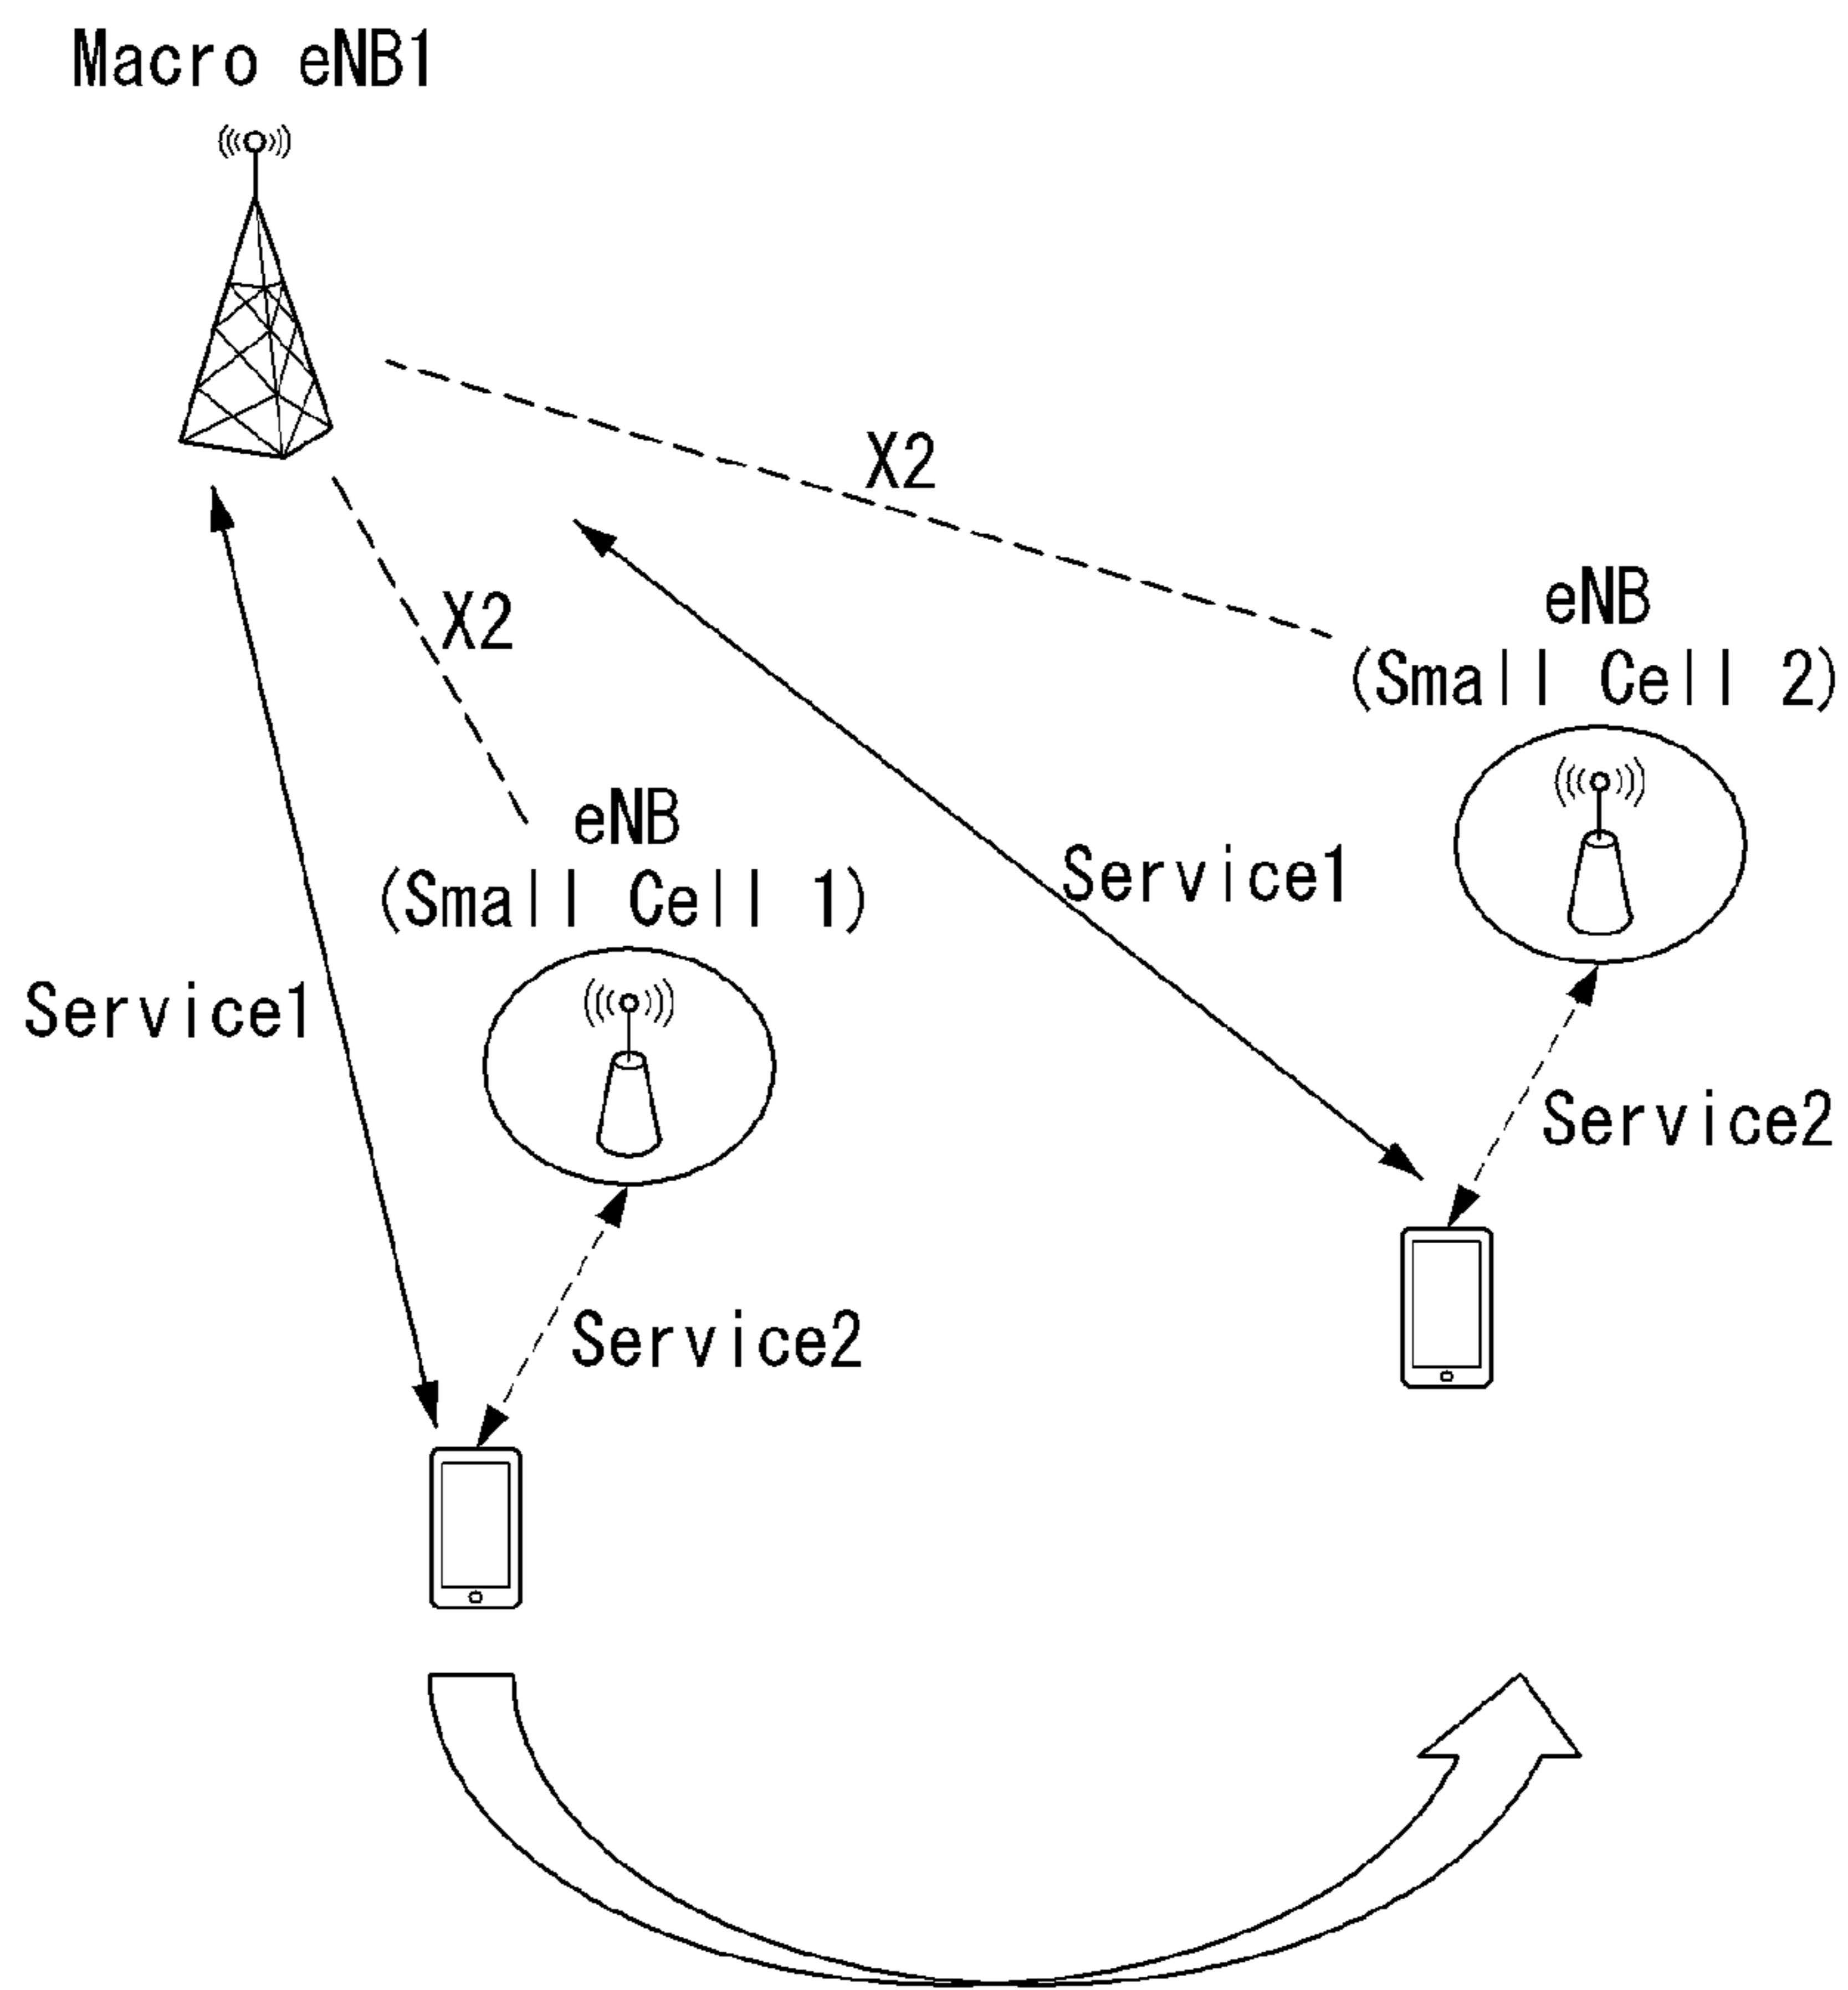 Macro eNB1
X2
X2
eNB
(Small Cell 2)
eNB
(Small Cell 1)
Service1
Service1
Service2
Service2